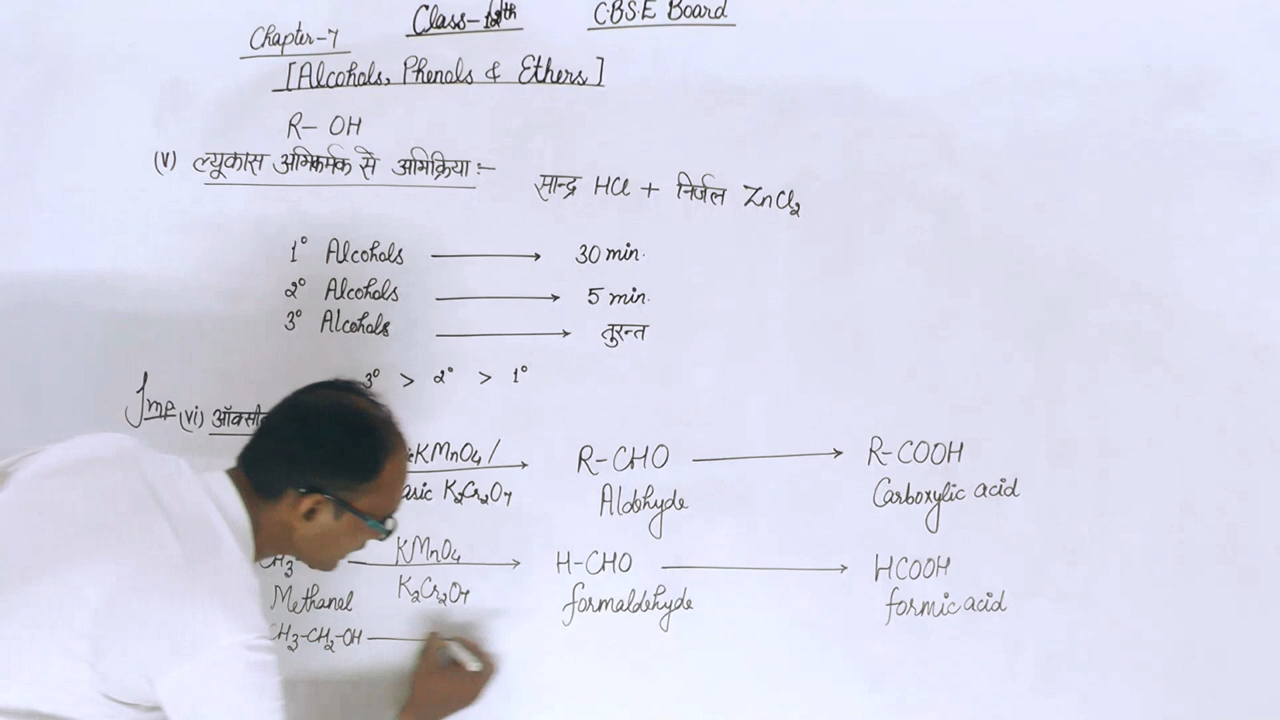 Class-12th CBSE Board
Chapter-7
[Alcohols, Phenols & Ethers]
R-OH
(v) ल्यूकास अभिकर्मक से अभिक्रिया :-
सान्द्र HCl + निर्जल ZnCl₂
1° Alcohols ⟶ 30 min.
2° Alcohols ⟶ 5 min.
3° Alcohols ⟶ तुरन्त
3° > 2° > 1°
Imp (vi)
KMnO₄/ ⟶ R-CHO ⟶ R-COOH
K₂Cr₂O₇ Aldehyde Carboxylic acid
CH₃ KMnO₄ ⟶ H-CHO ⟶ HCOOH
Methanol K₂Cr₂O₇ formaldehyde formic acid
CH₃-CH₂-OH